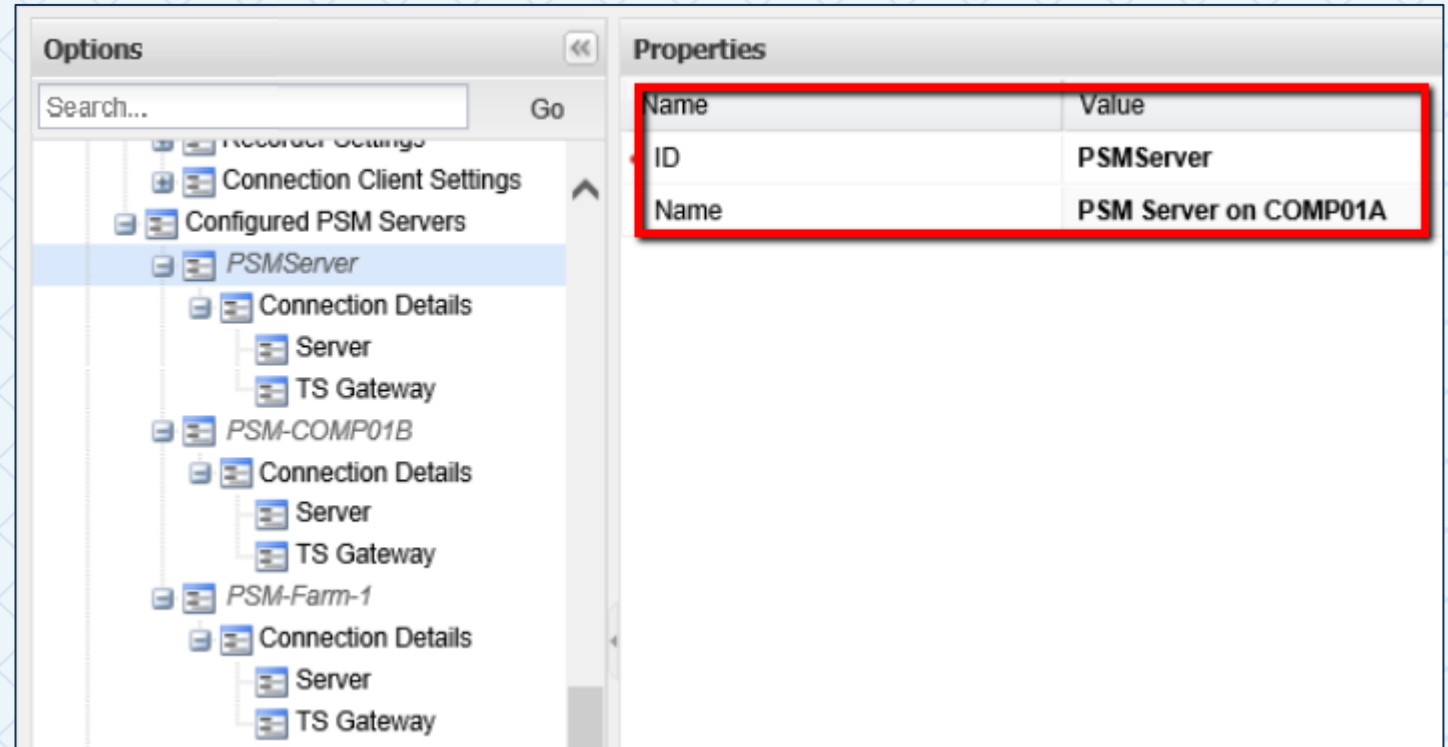 Options
Search...
Go
Recorder Settings
Connection Client Settings
Configured PSM Servers
PSMServer
Connection Details
Server
TS Gateway
PSM-COMP01B
Connection Details
Server
TS Gateway
PSM-Farm-1
Connection Details
Server
TS Gateway
Properties
Name Value
ID PSMServer
Name PSM Server on COMP01A